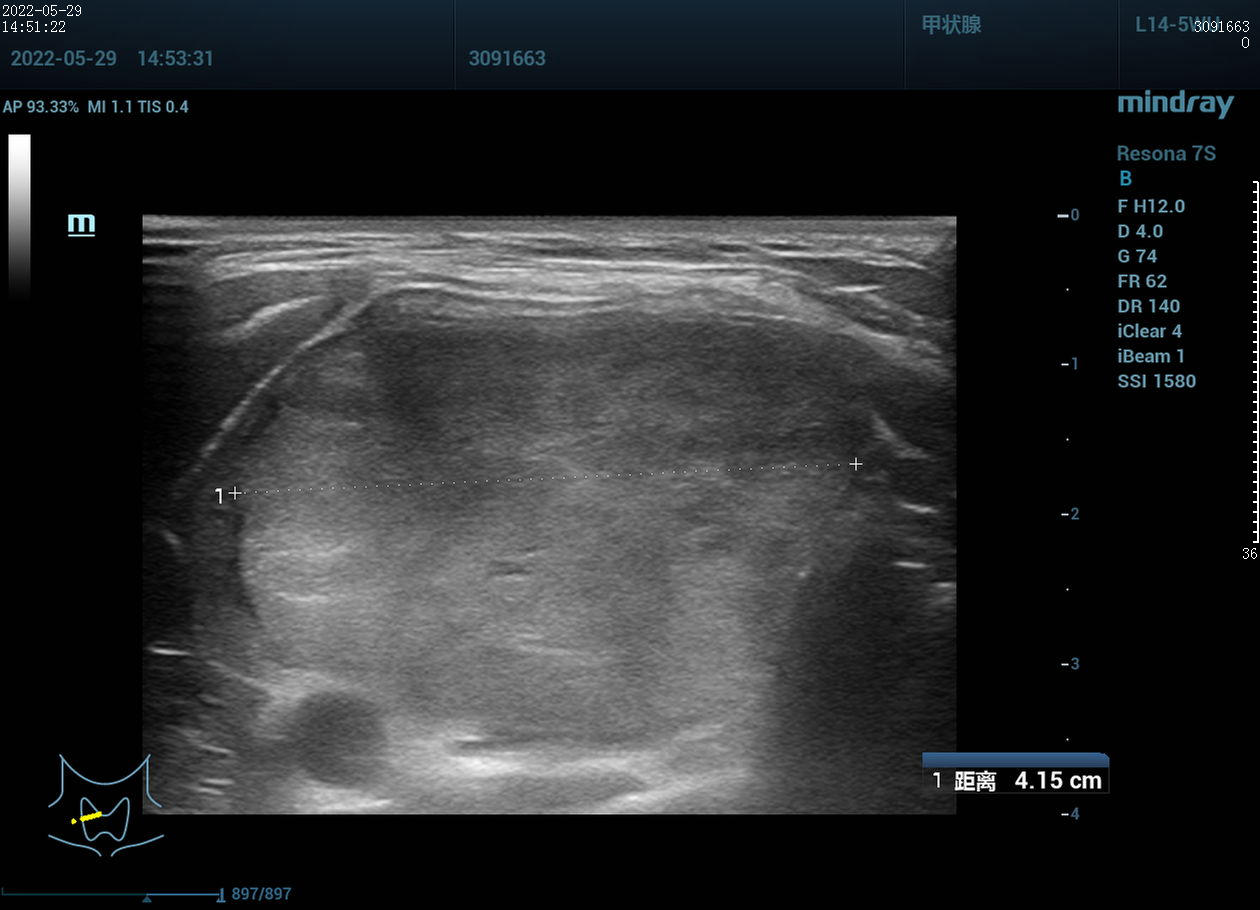 2022-05-29
14:51:22
甲状腺
3091663
0
2022-05-29 14:53:31
3091663
AP 93.33% MI 1.1 TIS 0.4
mindray
Resona 7S
B
F H12.0
D 4.0
G 74
FR 62
DR 140
iClear 4
iBeam 1
SSI 1580
m
0
1
2
3
4
1
36
1 距离 4.15 cm
1
897/897